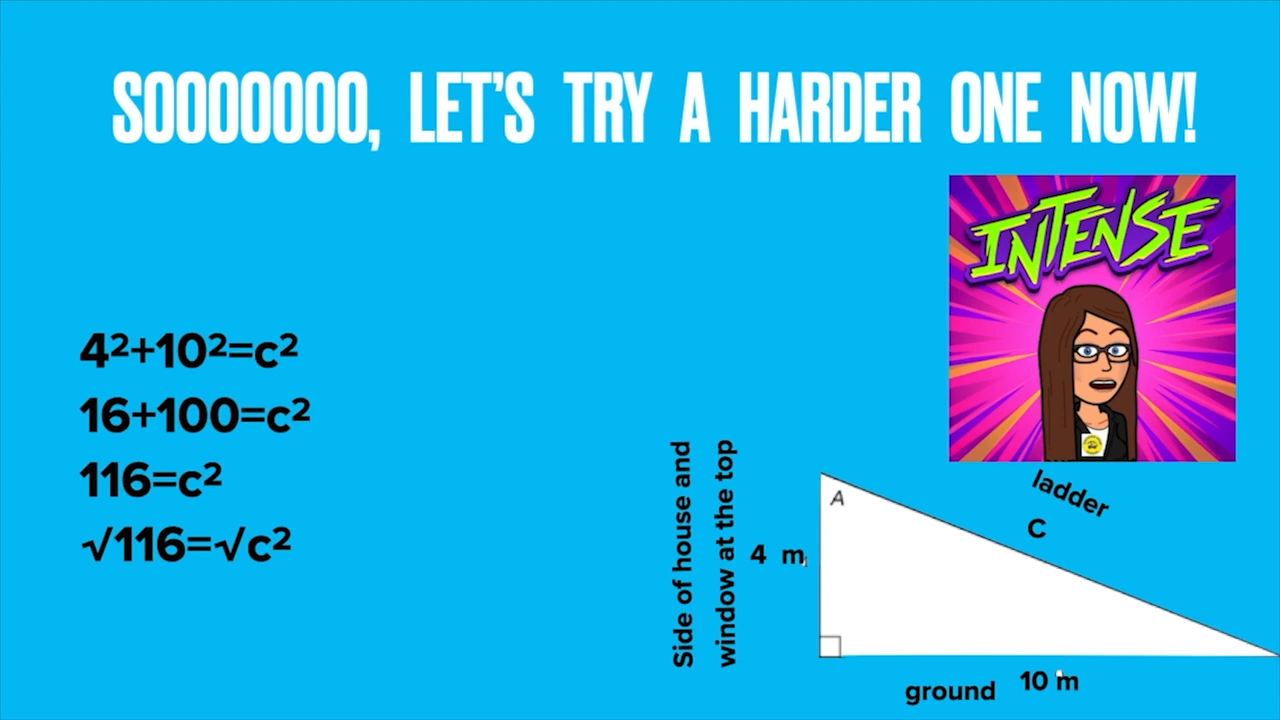 SOOOOOOO, LET'S TRY A HARDER ONE NOW!
INTENSE
4²+10²=c²
16+100=c²
116=c²
√116=√c²
Side of house and
window at the top
4 m
A
ladder
C
ground
10 m